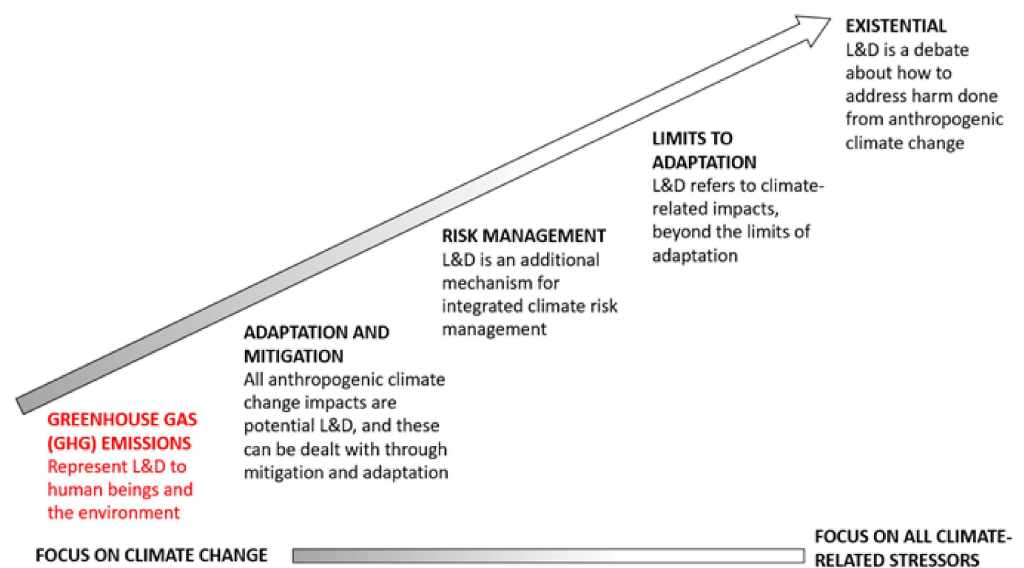 EXISTENTIAL
L&D is a debate
about how to
address harm done
from anthropogenic
climate change
LIMITS TO
ADAPTATION
L&D refers to climate-
related impacts,
beyond the limits of
adaptation
RISK MANAGEMENT
L&D is an additional
mechanism for
integrated climate risk
management
ADAPTATION AND
MITIGATION
All anthropogenic climate
change impacts are
potential L&D, and these
can be dealt with through
mitigation and adaptation
GREENHOUSE GAS
(GHG) EMISSIONS
Represent L&D to
human beings and
the environment
FOCUS ON CLIMATE CHANGE
FOCUS ON ALL CLIMATE-
RELATED STRESSORS